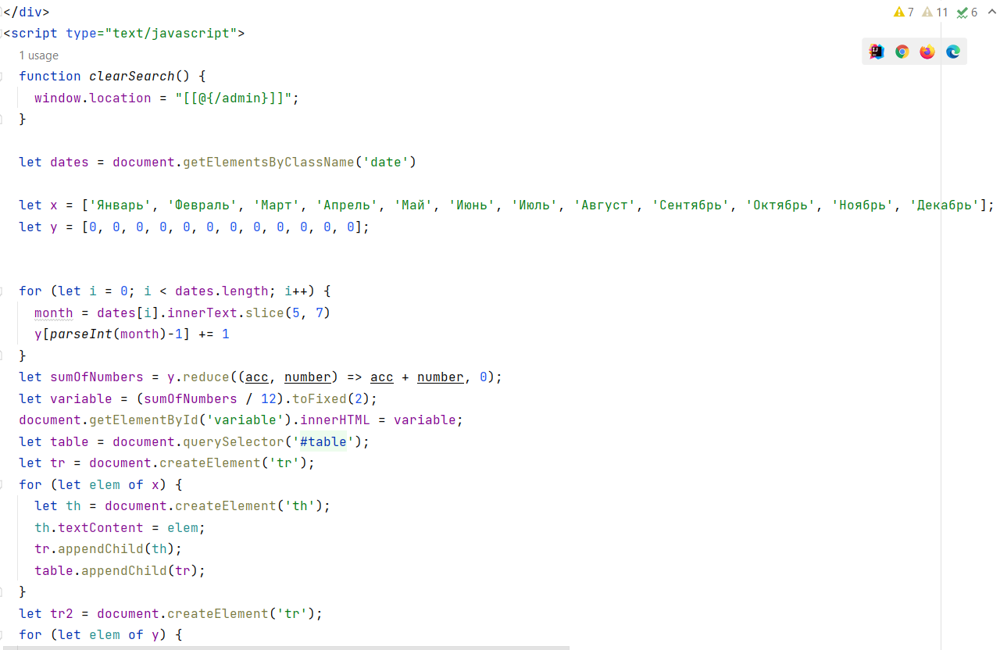 </div>
7 11 6
<script type="text/javascript">
1 usage
function clearSearch() {
window.location = "[[@{/admin}]]";
}
let dates = document.getElementsByClassName('date')
let x = ['Январь', 'Февраль', 'Март', 'Апрель', 'Май', 'Июнь', 'Июль', 'Август', 'Сентябрь', 'Октябрь', 'Ноябрь', 'Декабрь'];
let y = [0, 0, 0, 0, 0, 0, 0, 0, 0, 0, 0, 0];
for (let i = 0; i < dates.length; i++) {
month = dates[i].innerText.slice(5, 7)
y[parseInt(month)-1] += 1
}
let sumOfNumbers = y.reduce((acc, number) => acc + number, 0);
let variable = (sumOfNumbers / 12).toFixed(2);
document.getElementById('variable').innerHTML = variable;
let table = document.querySelector('#table');
let tr = document.createElement('tr');
for (let elem of x) {
let th = document.createElement('th');
th.textContent = elem;
tr.appendChild(th);
table.appendChild(tr);
}
let tr2 = document.createElement('tr');
for (let elem of y) {